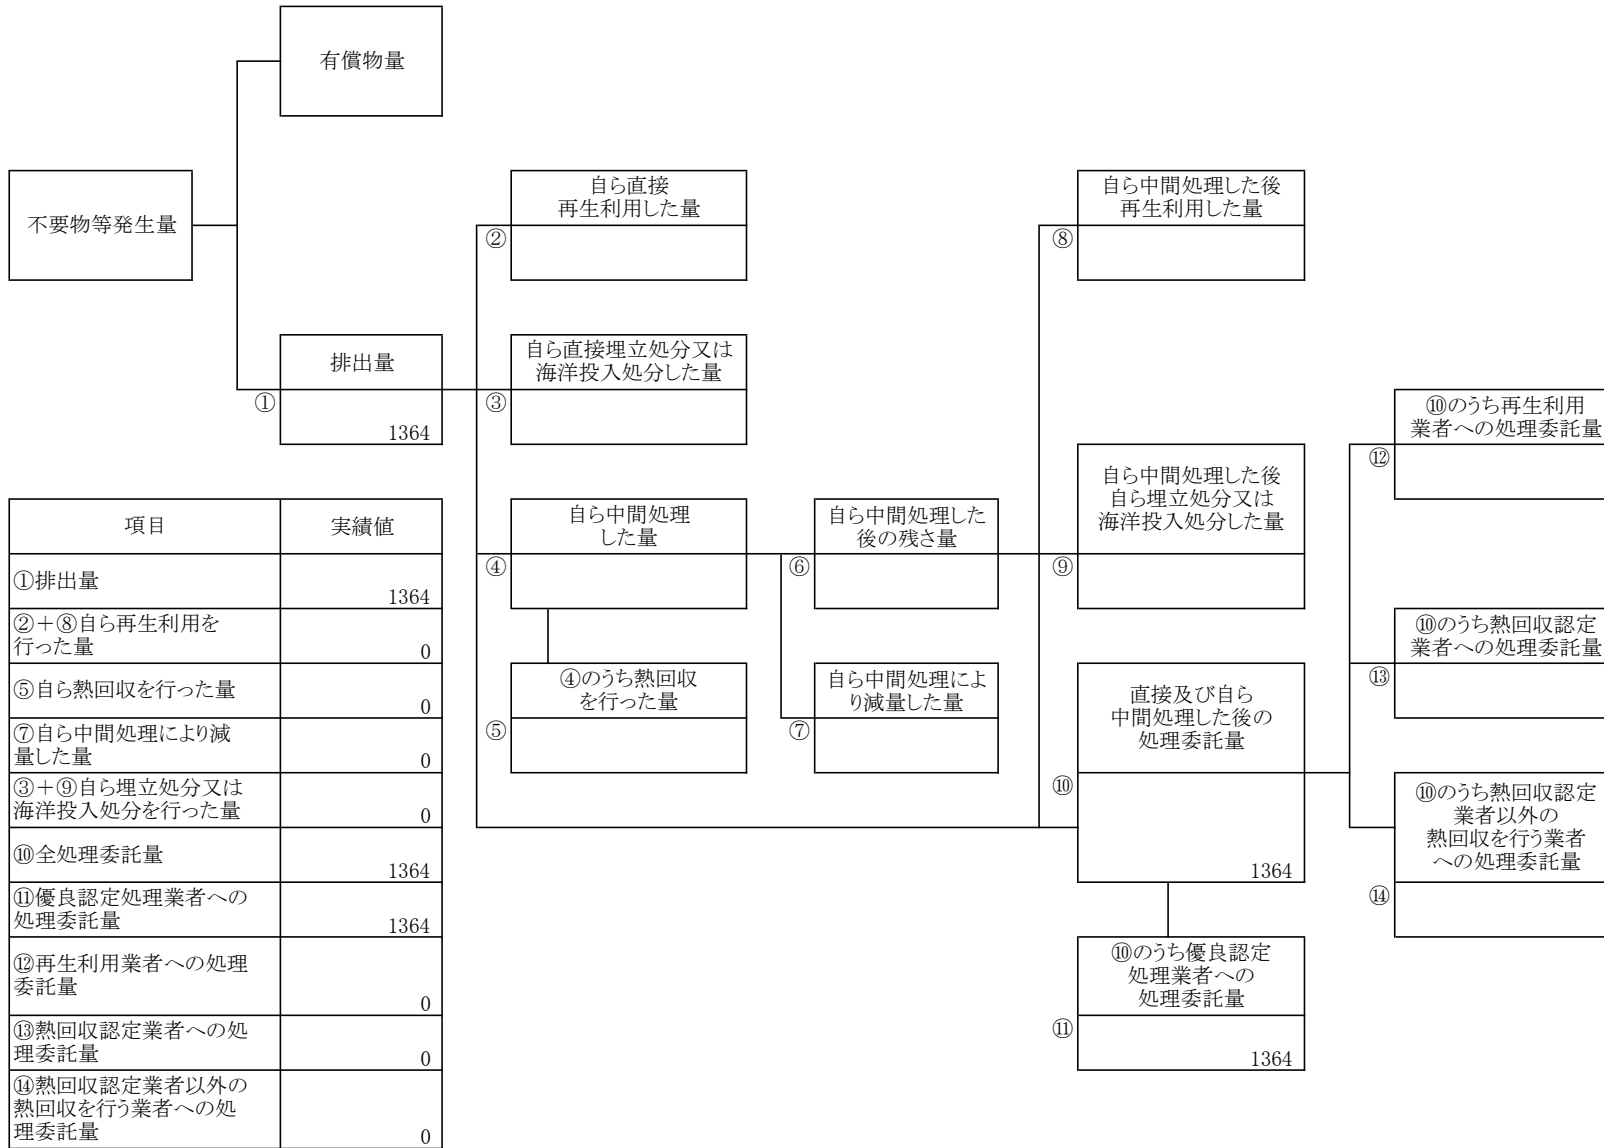 有償物量
不要物等発生量
自ら直接
再生利用した量
②
自ら中間処理した後
再生利用した量
⑧
排出量
①
1364
自ら直接埋立処分又は
海洋投入処分した量
③
⑩のうち再生利用
業者への処理委託量
⑫
自ら中間処理
した量
④
自ら中間処理した
後の残さ量
⑥
自ら中間処理した後
自ら埋立処分又は
海洋投入処分した量
⑨
⑩のうち熱回収認定
業者への処理委託量
⑬
④のうち熱回収
を行った量
⑤
自ら中間処理によ
り減量した量
⑦
直接及び自ら
中間処理した後の
処理委託量
⑩
1364
⑩のうち熱回収認定
業者以外の
熱回収を行う業者
への処理委託量
⑭
⑩のうち優良認定
処理業者への
処理委託量
⑪
1364
項目
実績値
①排出量
1364
②+⑧自ら再生利用を
行った量
0
⑤自ら熱回収を行った量
0
⑦自ら中間処理により減
量した量
0
③+⑨自ら埋立処分又は
海洋投入処分を行った量
0
⑩全処理委託量
1364
⑪優良認定処理業者への
処理委託量
1364
⑫再生利用業者への処理
委託量
0
⑬熱回収認定業者への処
理委託量
0
⑭熱回収認定業者以外の
熱回収を行う業者への処
理委託量
0